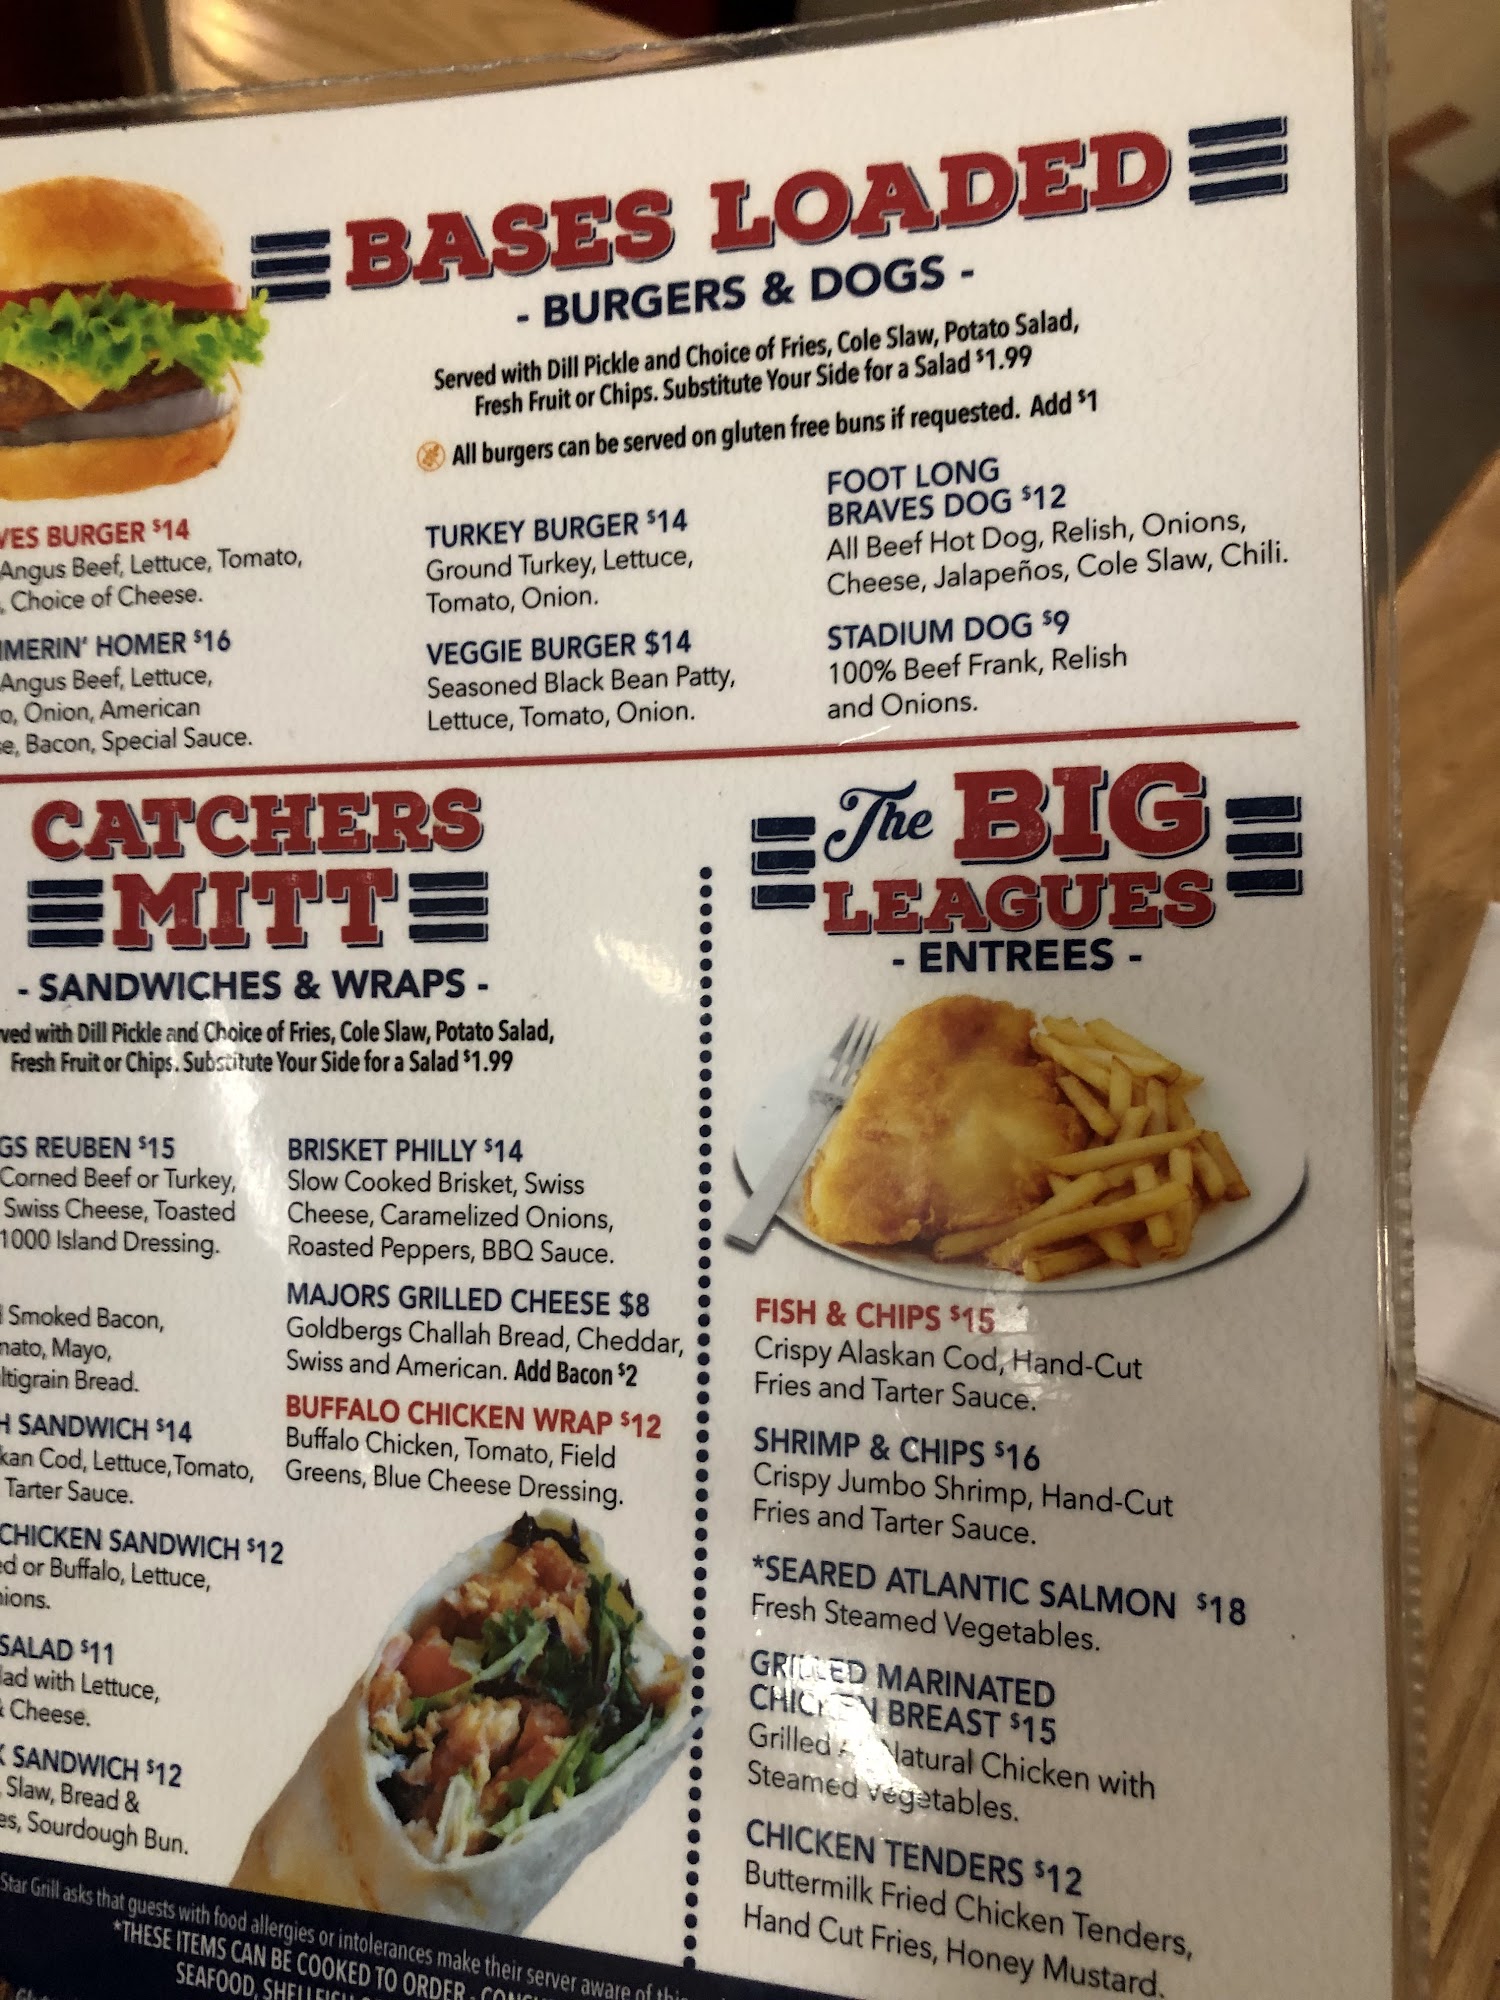 BASES LOADED
- BURGERS & DOGS -
Served with Dill Pickle and Choice of Fries, Cole Slaw, Potato Salad,
Fresh Fruit or Chips. Substitute Your Side for a Salad $1.99
All burgers can be served on gluten free buns if requested. Add $1
BURGER $14
Angus Beef, Lettuce, Tomato,
Choice of Cheese.
HOMER $16
Angus Beef, Lettuce,
Onion, American
Bacon, Special Sauce.
TURKEY BURGER $14
Ground Turkey, Lettuce,
Tomato, Onion.
VEGGIE BURGER $14
Seasoned Black Bean Patty,
Lettuce, Tomato, Onion.
FOOT LONG
BRAVES DOG $12
All Beef Hot Dog, Relish, Onions,
Cheese, Jalapeños, Cole Slaw, Chili.
STADIUM DOG $9
100% Beef Frank, Relish
and Onions.
CATCHERS
MITT
- SANDWICHES & WRAPS -
with Dill Pickle and Choice of Fries, Cole Slaw, Potato Salad,
Fresh Fruit or Chips. Substitute Your Side for a Salad $1.99
REUBEN $15
Corned Beef or Turkey,
Swiss Cheese, Toasted
1000 Island Dressing.
Smoked Bacon,
Mayo,
Bread.
SANDWICH $14
Cod, Lettuce, Tomato,
Tarter Sauce.
CHICKEN SANDWICH $12
or Buffalo, Lettuce,
SALAD $11
with Lettuce,
& Cheese.
SANDWICH $12
Slaw, Bread &
Sourdough Bun.
BRISKET PHILLY $14
Slow Cooked Brisket, Swiss
Cheese, Caramelized Onions,
Roasted Peppers, BBQ Sauce.
MAJORS GRILLED CHEESE $8
Goldbergs Challah Bread, Cheddar,
Swiss and American. Add Bacon $2
BUFFALO CHICKEN WRAP $12
Buffalo Chicken, Tomato, Field
Greens, Blue Cheese Dressing.
The BIG
LEAGUES
- ENTREES -
FISH & CHIPS $15
Crispy Alaskan Cod, Hand-Cut
Fries and Tarter Sauce.
SHRIMP & CHIPS $16
Crispy Jumbo Shrimp, Hand-Cut
Fries and Tarter Sauce.
*SEARED ATLANTIC SALMON $18
Fresh Steamed Vegetables.
GRILLED MARINATED
CHICKEN BREAST $15
Grilled Natural Chicken with
Steamed Vegetables.
CHICKEN TENDERS $12
Buttermilk Fried Chicken Tenders,
Hand Cut Fries, Honey Mustard.
Star Grill asks that guests with food allergies or intolerances make their server aware of
*THESE ITEMS CAN BE COOKED TO ORDER -
SEAFOOD,